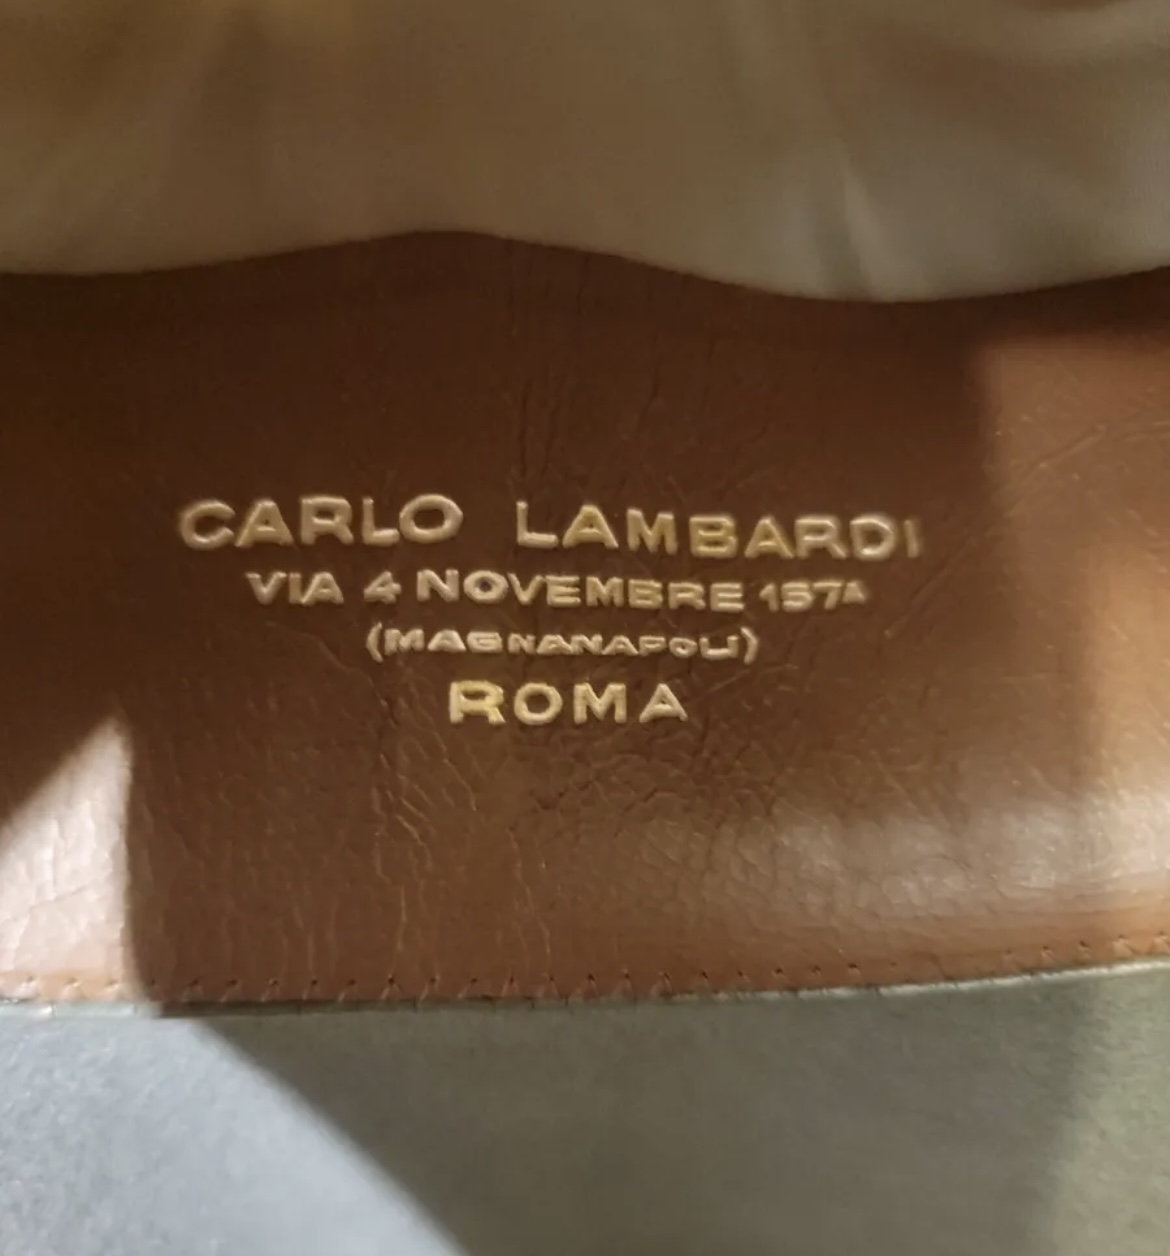 CARLO LAMBARDI
VIA 4 NOVEMBRE 157A
(MAGNANAPOLI)
ROMA